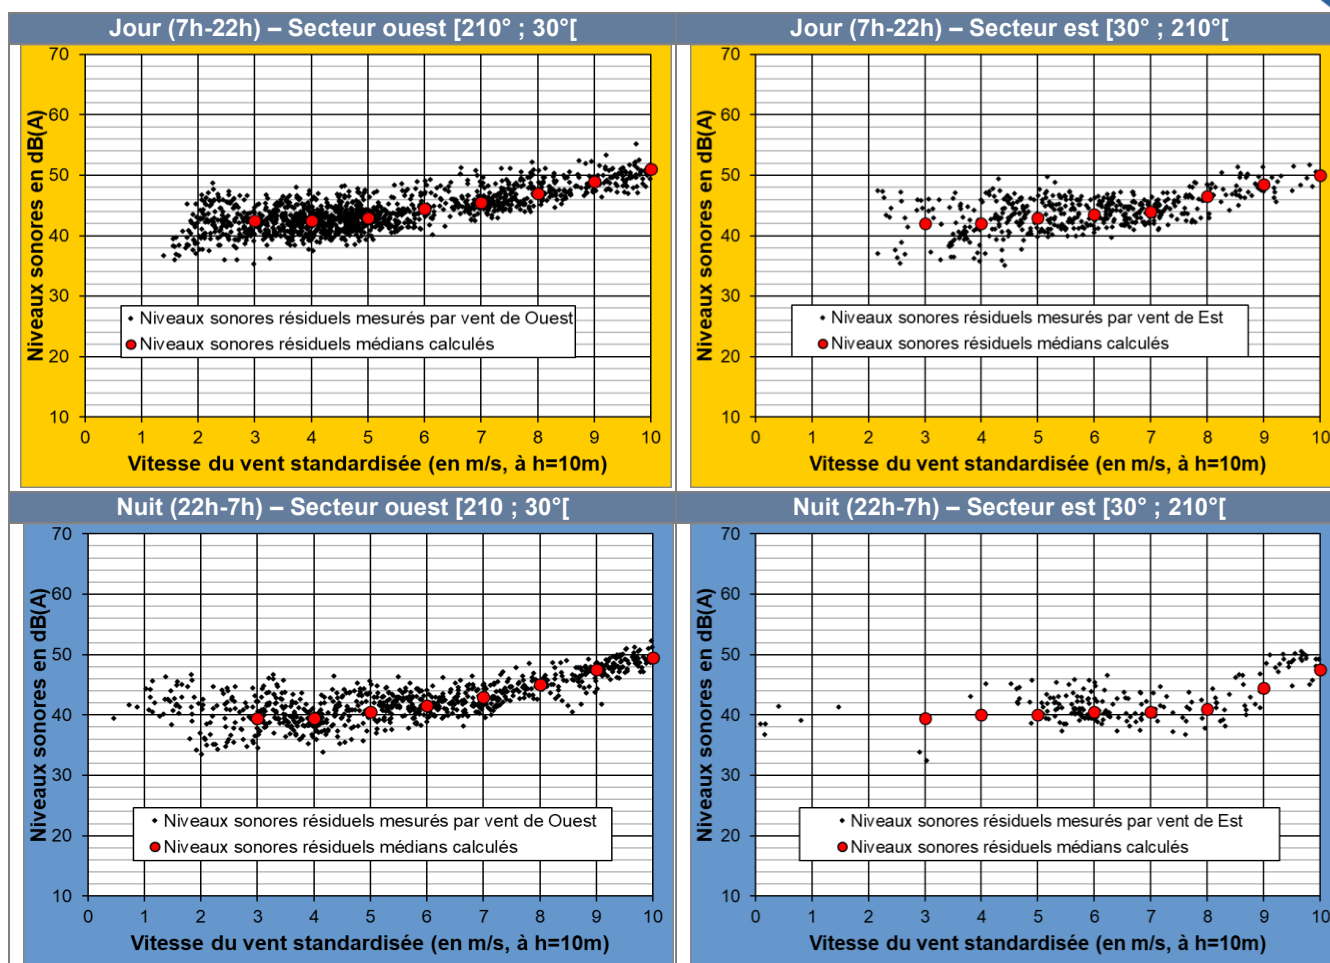 Jour (7h-22h) – Secteur ouest [210° ; 30°[
70
60
50
40
30
20
10
Niveaux sonores en dB(A)
Niveaux sonores résiduels mesurés par vent de Ouest
Niveaux sonores résiduels médians calculés
0 1 2 3 4 5 6 7 8 9 10
Vitesse du vent standardisée (en m/s, à h=10m)
Jour (7h-22h) – Secteur est [30° ; 210°[
70
60
50
40
30
20
10
Niveaux sonores en dB(A)
Niveaux sonores résiduels mesurés par vent de Est
Niveaux sonores résiduels médians calculés
0 1 2 3 4 5 6 7 8 9 10
Vitesse du vent standardisée (en m/s, à h=10m)
Nuit (22h-7h) – Secteur ouest [210 ; 30°[
70
60
50
40
30
20
10
Niveaux sonores en dB(A)
Niveaux sonores résiduels mesurés par vent de Ouest
Niveaux sonores résiduels médians calculés
0 1 2 3 4 5 6 7 8 9 10
Vitesse du vent standardisée (en m/s, à h=10m)
Nuit (22h-7h) – Secteur est [30° ; 210°[
70
60
50
40
30
20
10
Niveaux sonores en dB(A)
Niveaux sonores résiduels mesurés par vent de Est
Niveaux sonores résiduels médians calculés
0 1 2 3 4 5 6 7 8 9 10
Vitesse du vent standardisée (en m/s, à h=10m)